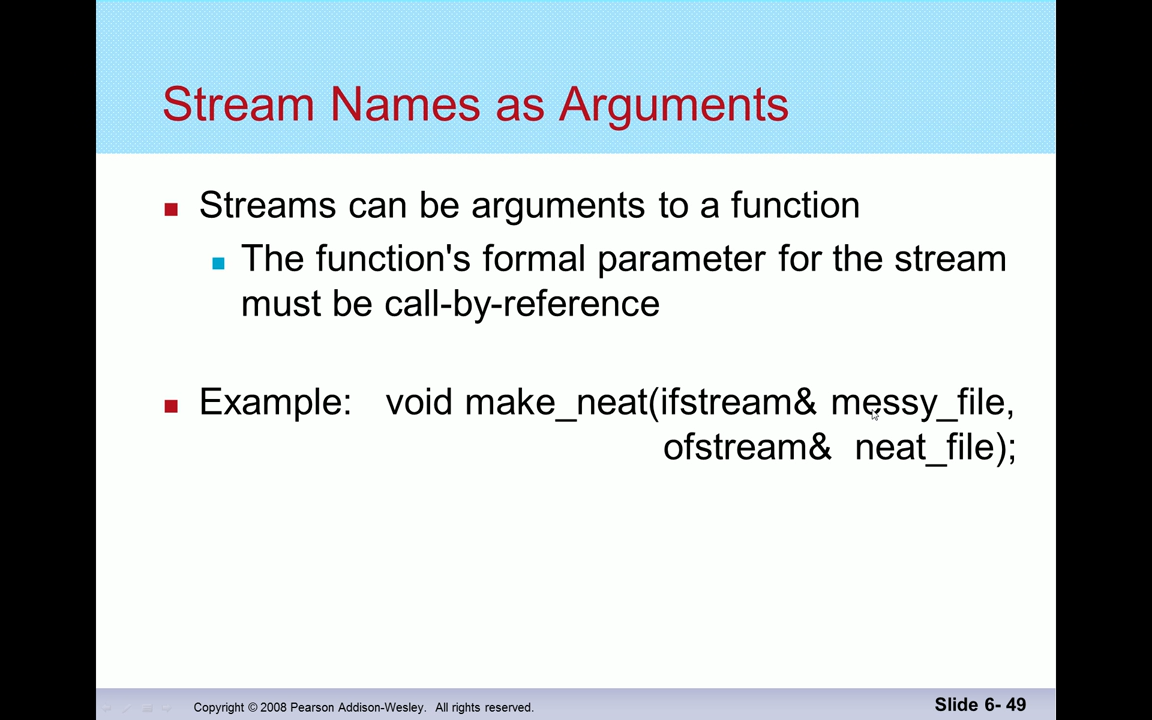 Stream Names as Arguments
Streams can be arguments to a function
The function's formal parameter for the stream
must be call-by-reference
Example: void make_neat(ifstream& messy_file,
ofstream& neat_file);
Copyright © 2008 Pearson Addison-Wesley. All rights reserved.
Slide 6- 49